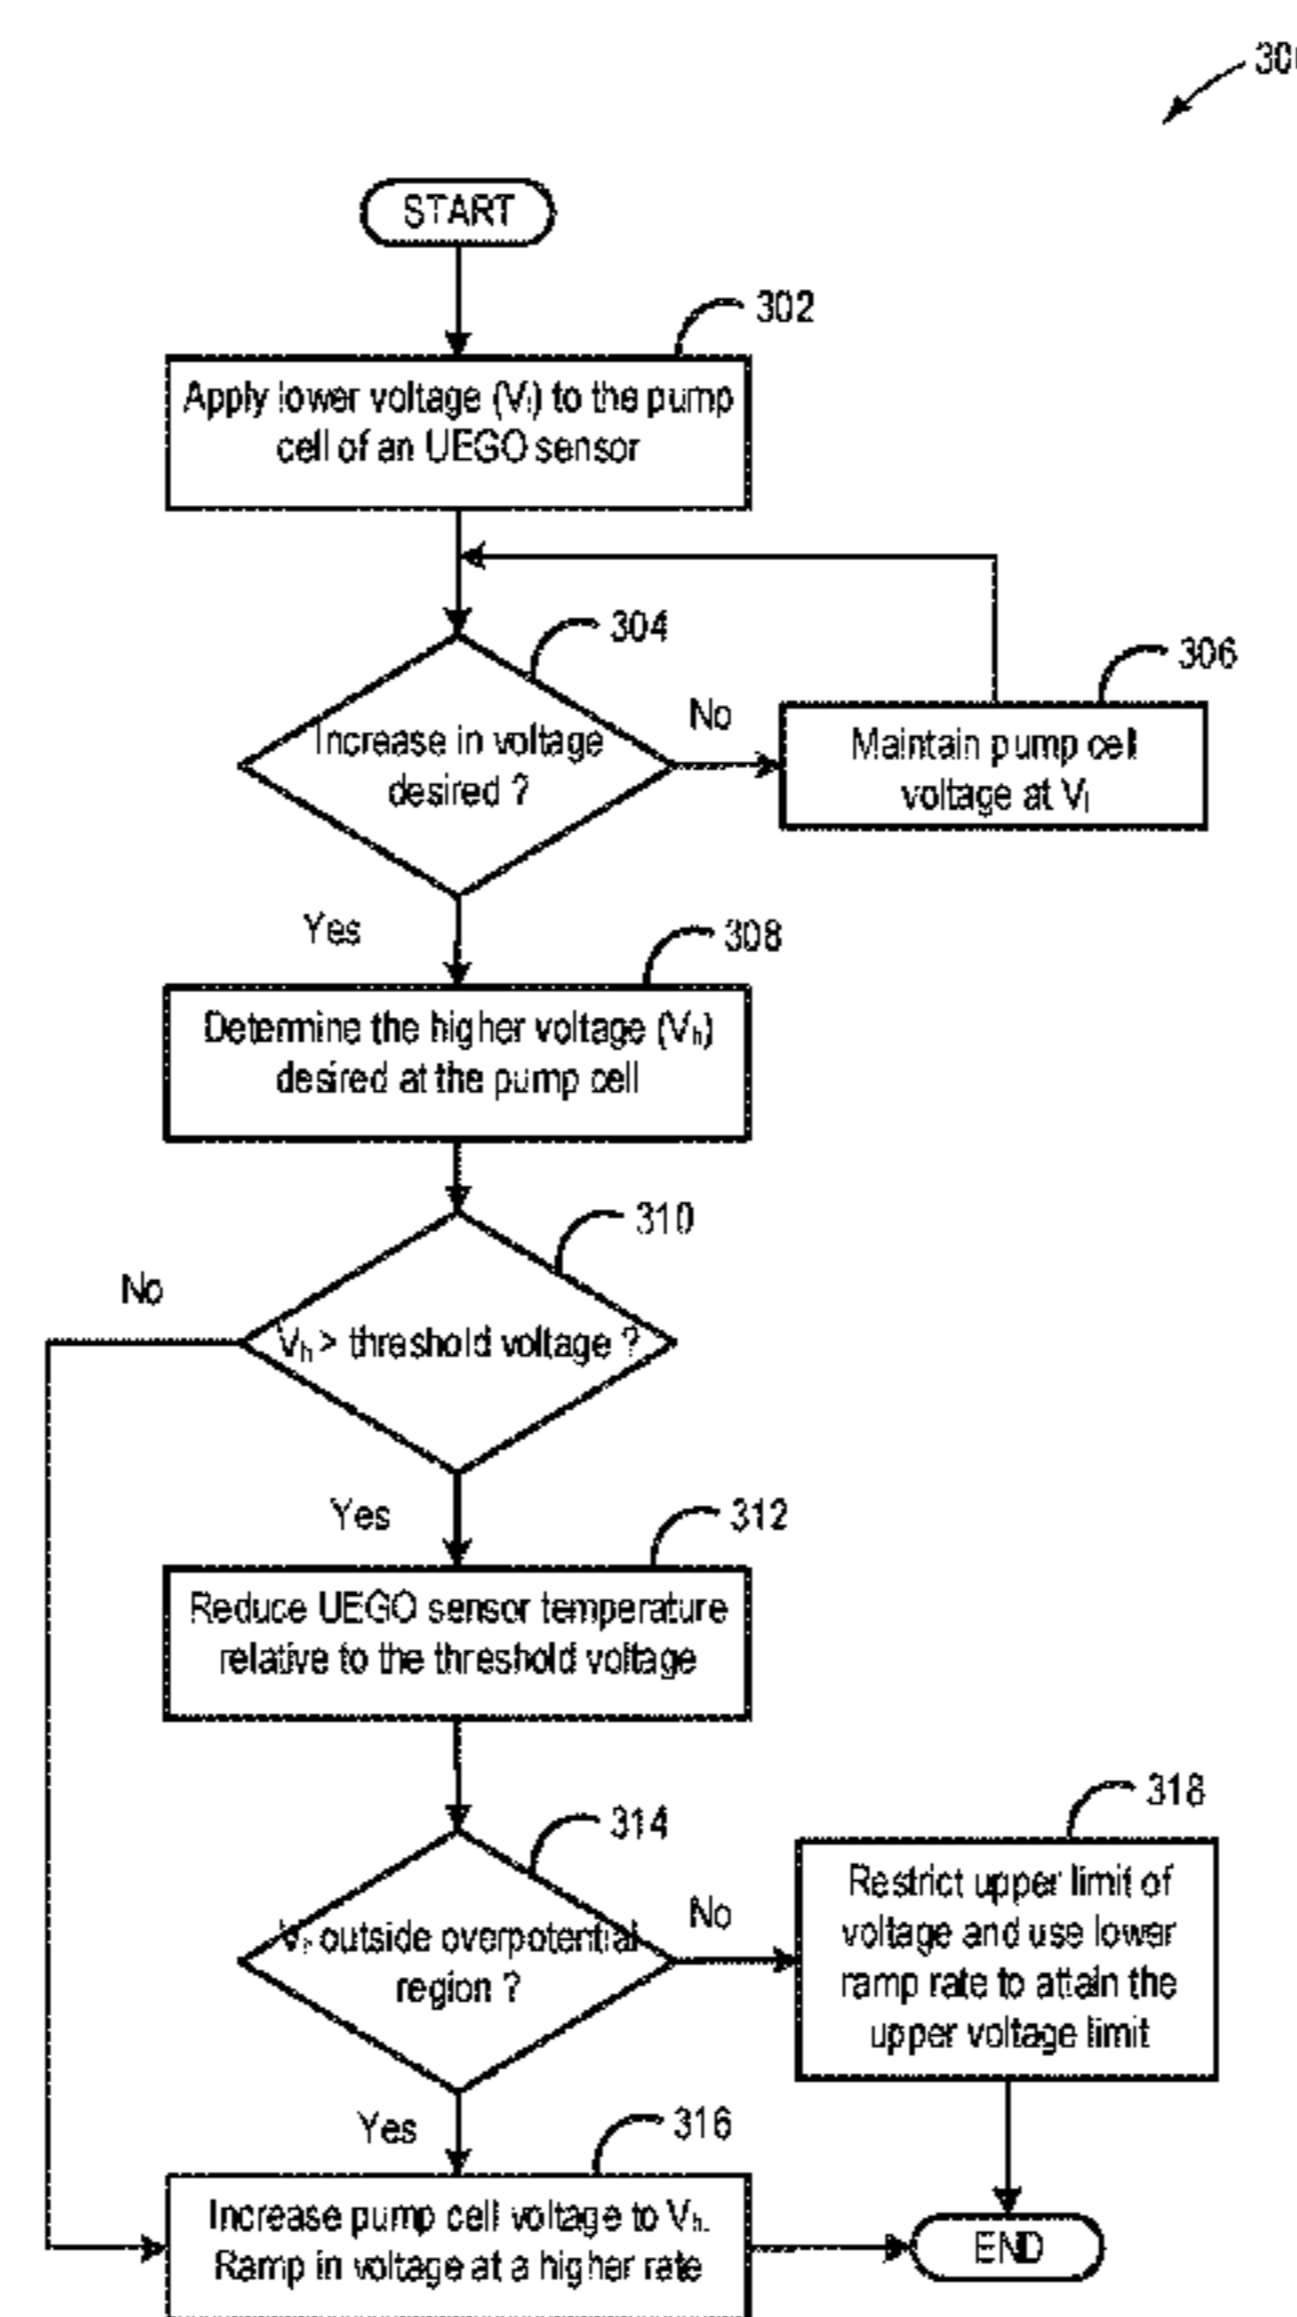 30
START
302
Apply lower voltage (Vl) to the pump
cell of an UEGO sensor
304
Increase in voltage
desired ?
No
306
Maintain pump cell
voltage at Vl
Yes
308
Determine the higher voltage (Vh)
desired at the pump cell
310
No
Vh > threshold voltage ?
Yes
312
Reduce UEGO sensor temperature
relative to the threshold voltage
314
Vh outside overpotential
region ?
No
318
Restrict upper limit of
voltage and use lower
ramp rate to attain the
upper voltage limit
Yes
316
Increase pump cell voltage to Vh.
Ramp in voltage at a higher rate
END